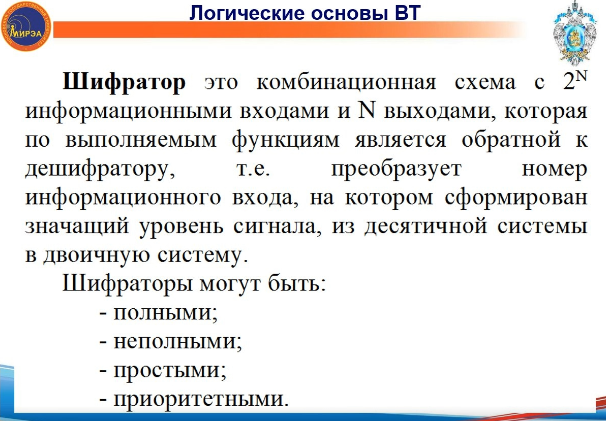 Логические основы ВТ
МИРЭА
Шифратор это комбинационная схема с 2ᴺ
информационными входами и N выходами, которая
по выполняемым функциям является обратной к
дешифратору, т.е. преобразует номер
информационного входа, на котором сформирован
значащий уровень сигнала, из десятичной системы
в двоичную систему.
Шифраторы могут быть:
- полными;
- неполными;
- простыми;
- приоритетными.